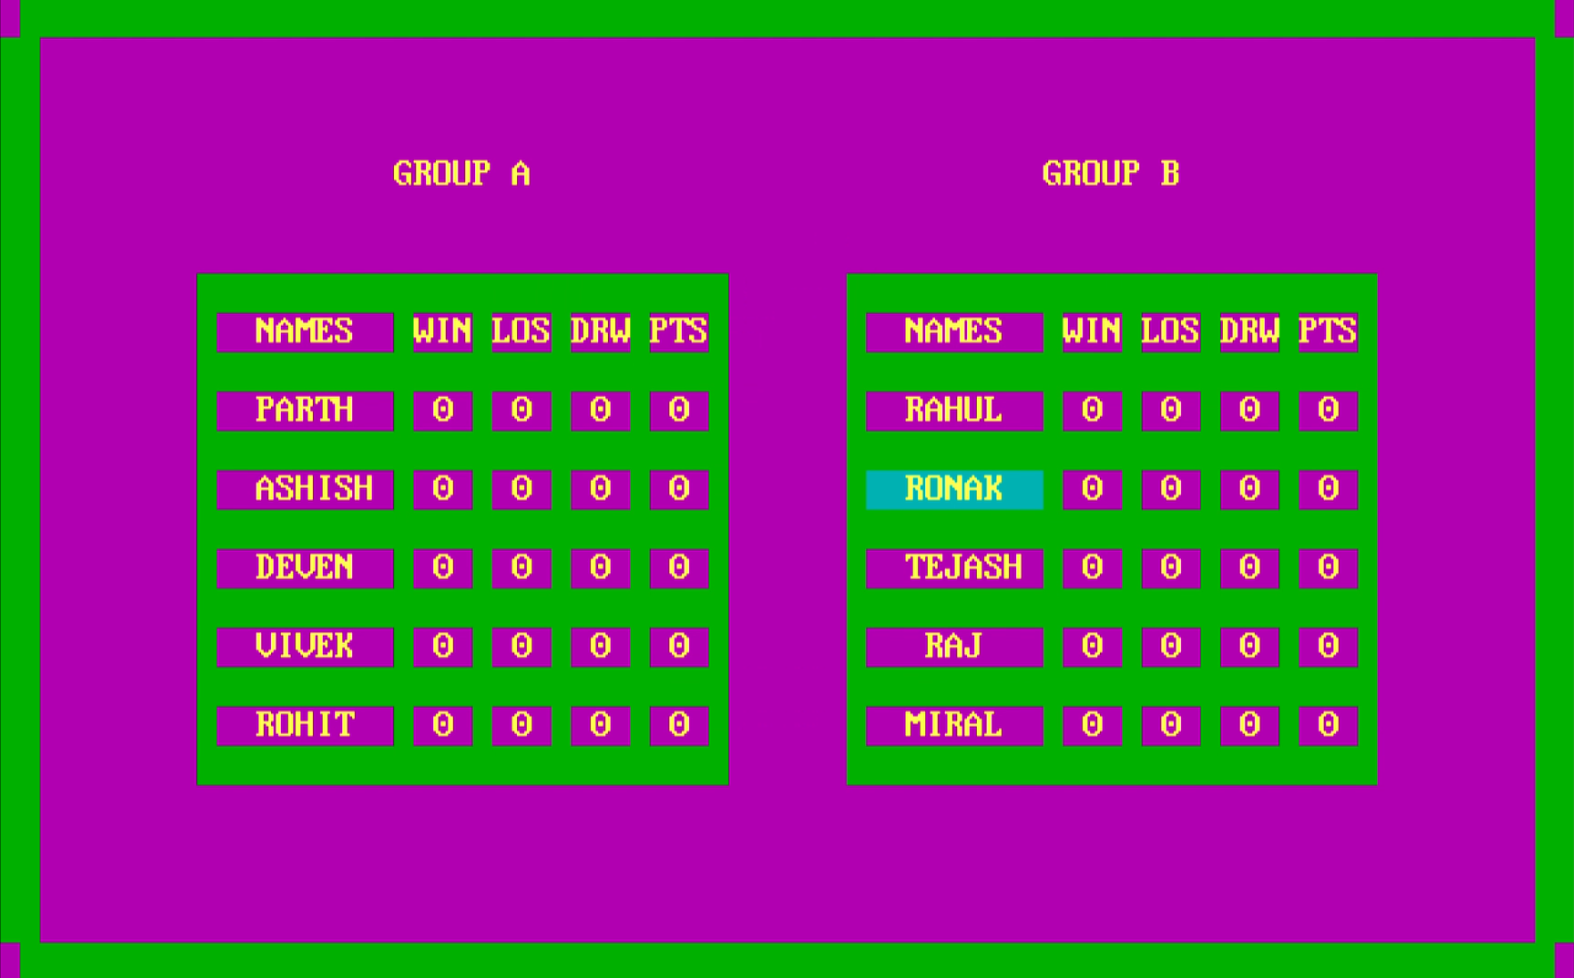 GROUP A GROUP B
NAMES WIN LOS DRW PTS NAMES WIN LOS DRW PTS
PARTH 0 0 0 0 RAHUL 0 0 0 0
ASHISH 0 0 0 0 RONAK 0 0 0 0
DEVEN 0 0 0 0 TEJASH 0 0 0 0
VIVEK 0 0 0 0 RAJ 0 0 0 0
ROHIT 0 0 0 0 MIRAL 0 0 0 0